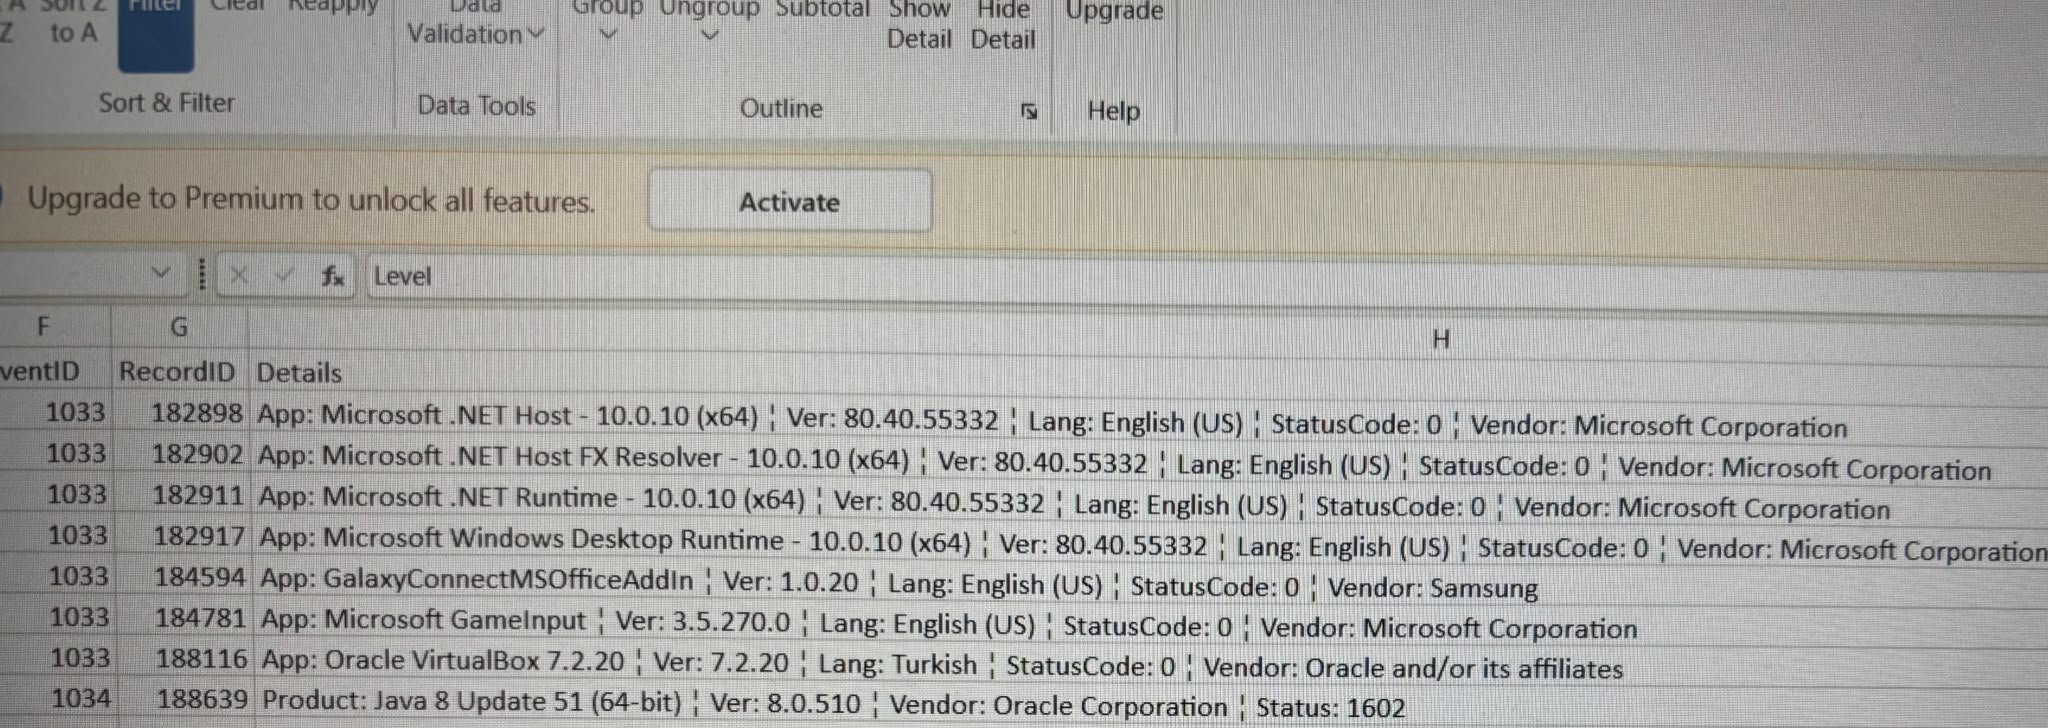 A Sort Z Filter Clear Reapply Data Group Ungroup Subtotal Show Hide Upgrade
Z to A Validation Detail Detail
Sort & Filter Data Tools Outline Help
Upgrade to Premium to unlock all features. Activate
fx Level
F G H
ventID RecordID Details
1033 182898 App: Microsoft .NET Host - 10.0.10 (x64) ¦ Ver: 80.40.55332 ¦ Lang: English (US) ¦ StatusCode: 0 ¦ Vendor: Microsoft Corporation
1033 182902 App: Microsoft .NET Host FX Resolver - 10.0.10 (x64) ¦ Ver: 80.40.55332 ¦ Lang: English (US) ¦ StatusCode: 0 ¦ Vendor: Microsoft Corporation
1033 182911 App: Microsoft .NET Runtime - 10.0.10 (x64) ¦ Ver: 80.40.55332 ¦ Lang: English (US) ¦ StatusCode: 0 ¦ Vendor: Microsoft Corporation
1033 182917 App: Microsoft Windows Desktop Runtime - 10.0.10 (x64) ¦ Ver: 80.40.55332 ¦ Lang: English (US) ¦ StatusCode: 0 ¦ Vendor: Microsoft Corporation
1033 184594 App: GalaxyConnectMSOfficeAddIn ¦ Ver: 1.0.20 ¦ Lang: English (US) ¦ StatusCode: 0 ¦ Vendor: Samsung
1033 184781 App: Microsoft GameInput ¦ Ver: 3.5.270.0 ¦ Lang: English (US) ¦ StatusCode: 0 ¦ Vendor: Microsoft Corporation
1033 188116 App: Oracle VirtualBox 7.2.20 ¦ Ver: 7.2.20 ¦ Lang: Turkish ¦ StatusCode: 0 ¦ Vendor: Oracle and/or its affiliates
1034 188639 Product: Java 8 Update 51 (64-bit) ¦ Ver: 8.0.510 ¦ Vendor: Oracle Corporation ¦ Status: 1602